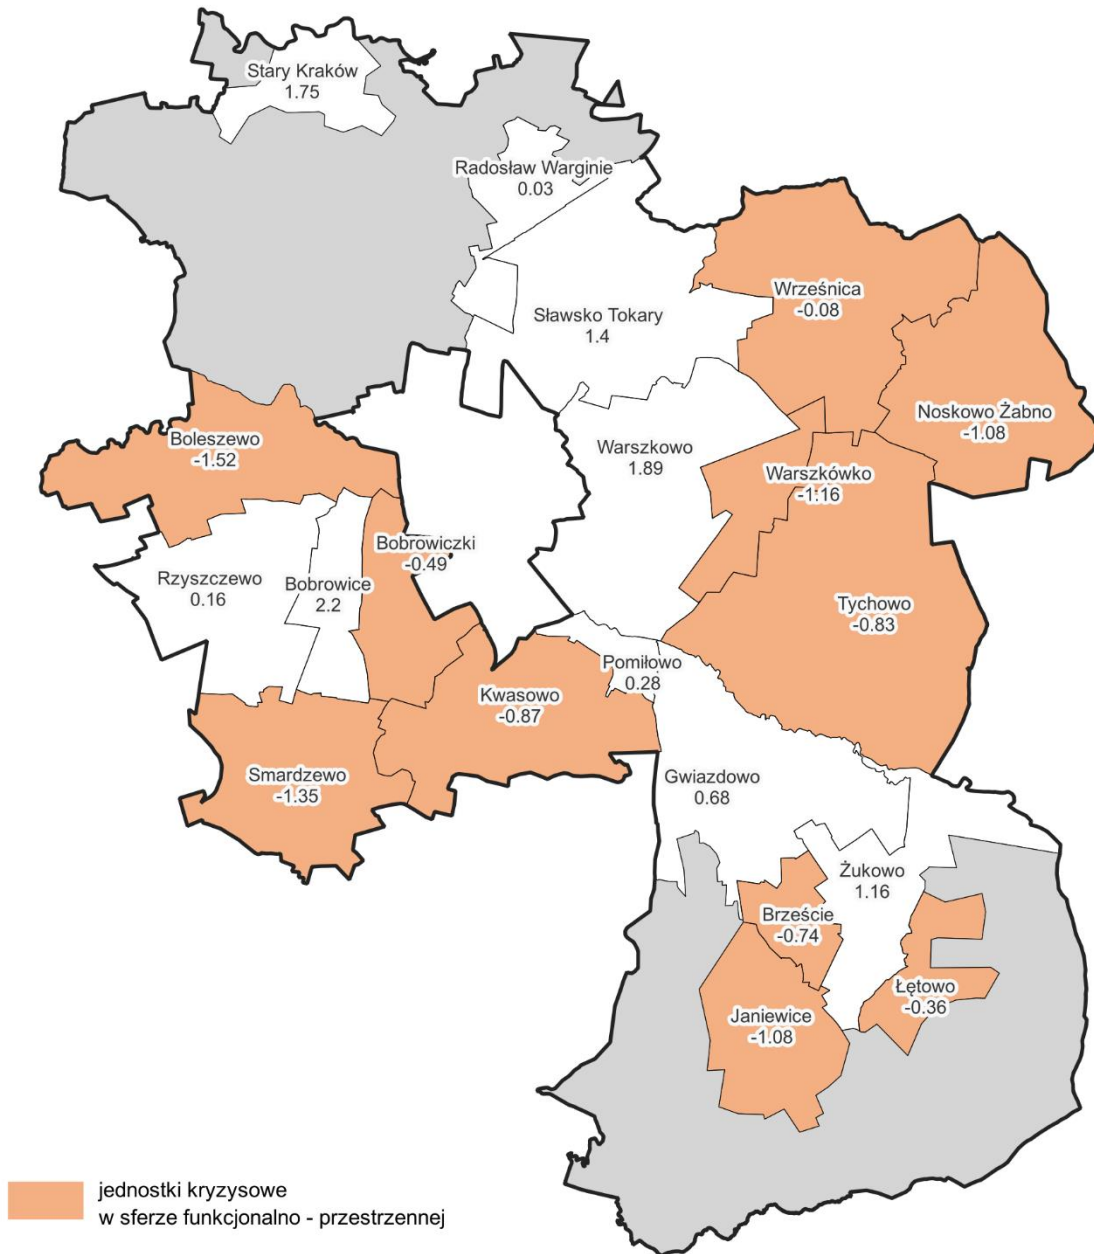 Stary Kraków
1.75
Radosław Warginie
0.03
Wrześnica
-0.08
Sławsko Tokary
1.4
Noskowo Żabno
-1.08
Boleszewo
-1.52
Warszkowo
1.89
Warszkówko
-1.16
Bobrowiczki
-0.49
Rzyszczewo
0.16
Bobrowice
2.2
Tychowo
-0.83
Pomiłowo
0.28
Kwasowo
-0.87
Smardzewo
-1.35
Gwiazdowo
0.68
Żukowo
1.16
Brzeście
-0.74
Łętowo
-0.36
Janiewice
-1.08
jednostki kryzysowe
w sferze funkcjonalno - przestrzennej